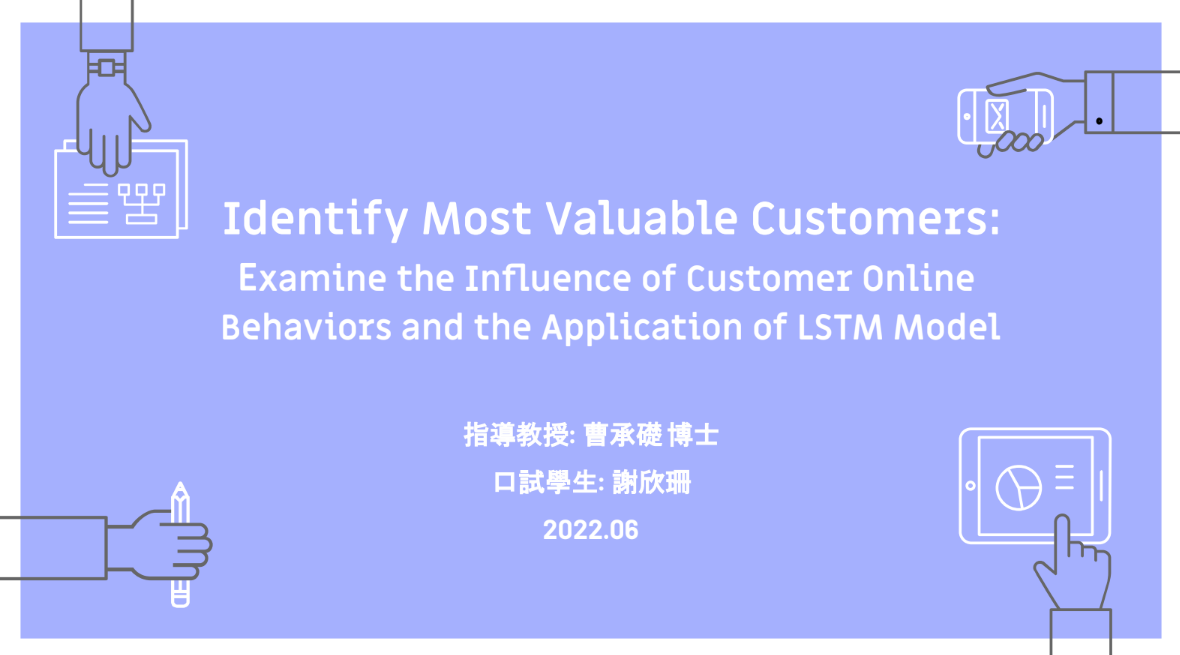 Identify Most Valuable Customers:
Examine the Influence of Customer Online
Behaviors and the Application of LSTM Model
指導教授: 曹承礎 博士
口試學生: 謝欣珊
2022.06